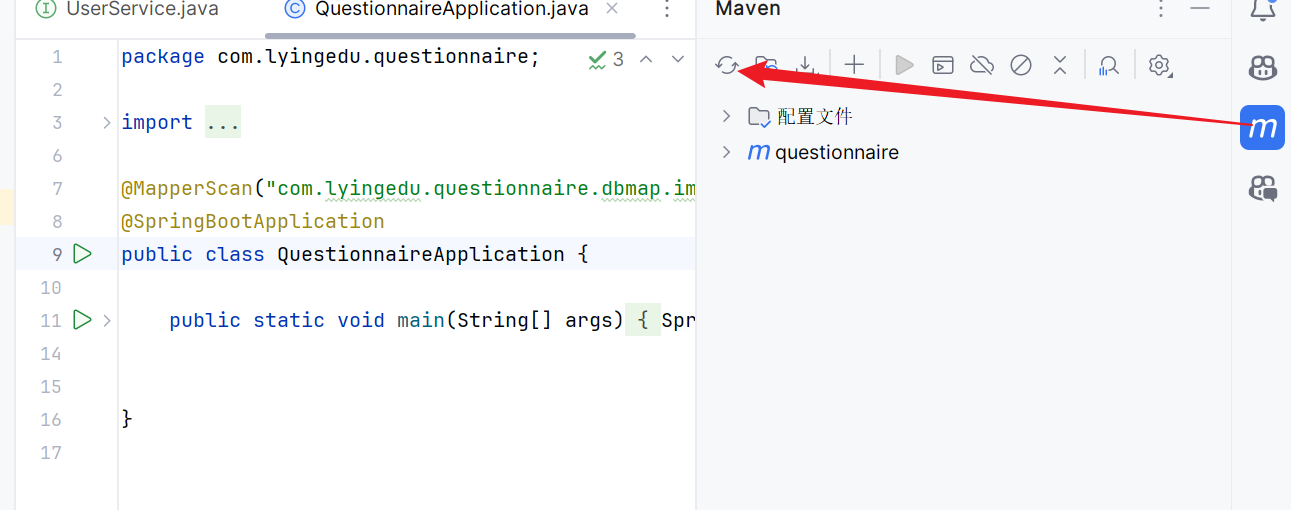 UserService.java
QuestionnaireApplication.java
Maven
1 package com.lyingedu.questionnaire;
3
2
3 import ...
6
7 @MapperScan("com.lyingedu.questionnaire.dbmap.im
8 @SpringBootApplication
9 public class QuestionnaireApplication {
10
11 public static void main(String[] args) { Spr
14
15
16 }
17
配置文件
m questionnaire
m